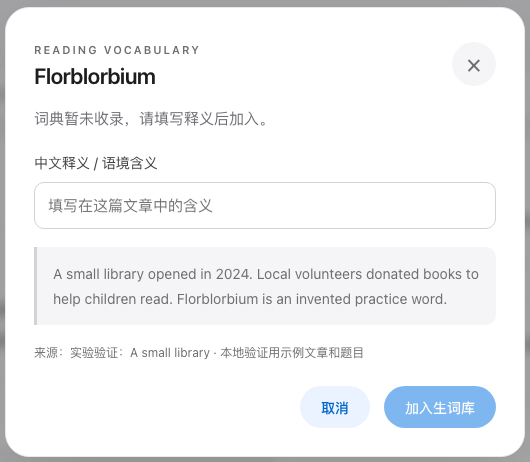 READING VOCABULARY
Florblorbium
词典暂未收录，请填写释义后加入。
中文释义 / 语境含义
填写在这篇文章中的含义
A small library opened in 2024. Local volunteers donated books to
help children read. Florblorbium is an invented practice word.
来源：实验验证：A small library · 本地验证用示例文章和题目
取消
加入生词库